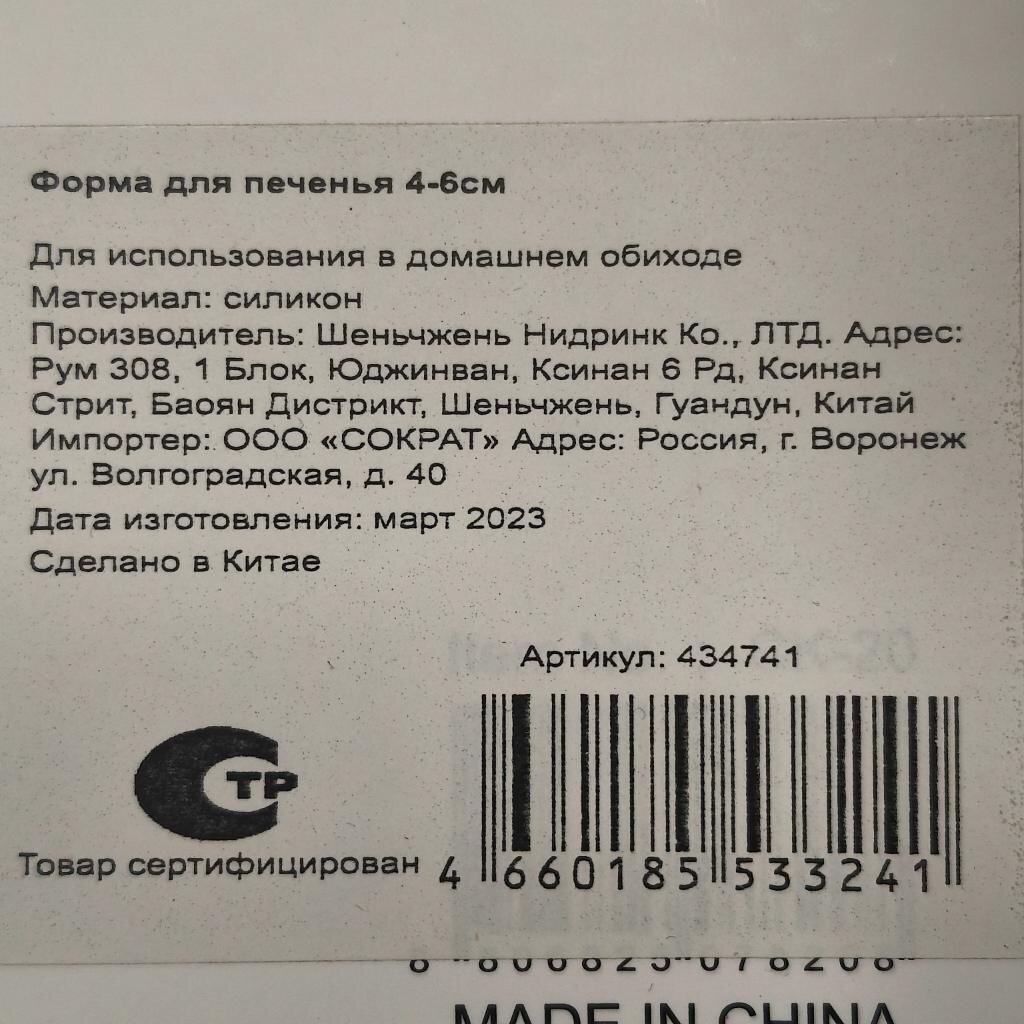 Форма для печенья 4-6см
Для использования в домашнем обиходе
Материал: силикон
Производитель: Шеньчжень Нидринк Ко., ЛТД. Адрес:
Рум 308, 1 Блок, Юджинван, Ксинан 6 Рд, Ксинан
Стрит, Баоян Дистрикт, Шеньчжень, Гуандун, Китай
Импортер: ООО «СОКРАТ» Адрес: Россия, г. Воронеж
ул. Волгоградская, д. 40
Дата изготовления: март 2023
Сделано в Китае
Артикул: 434741
ТР
Товар сертифицирован
4 660185 533241
MADE IN CHINA